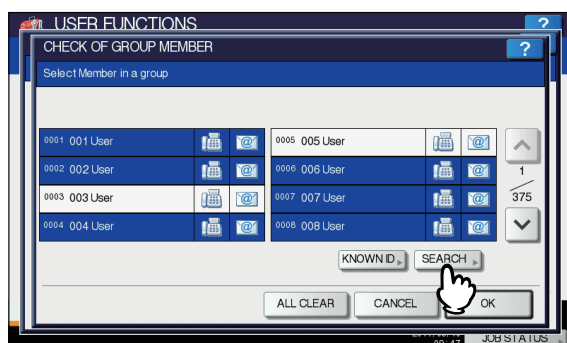 USER FUNCTIONS ?
CHECK OF GROUP MEMBER ?
Select Member in a group
0001 001 User @ 0005 005 User @
0002 002 User @ 0006 006 User @
0003 003 User @ 0007 007 User @
0004 004 User @ 0008 008 User @
1
375
KNOWN ID SEARCH
ALL CLEAR CANCEL OK
JOB STATUS